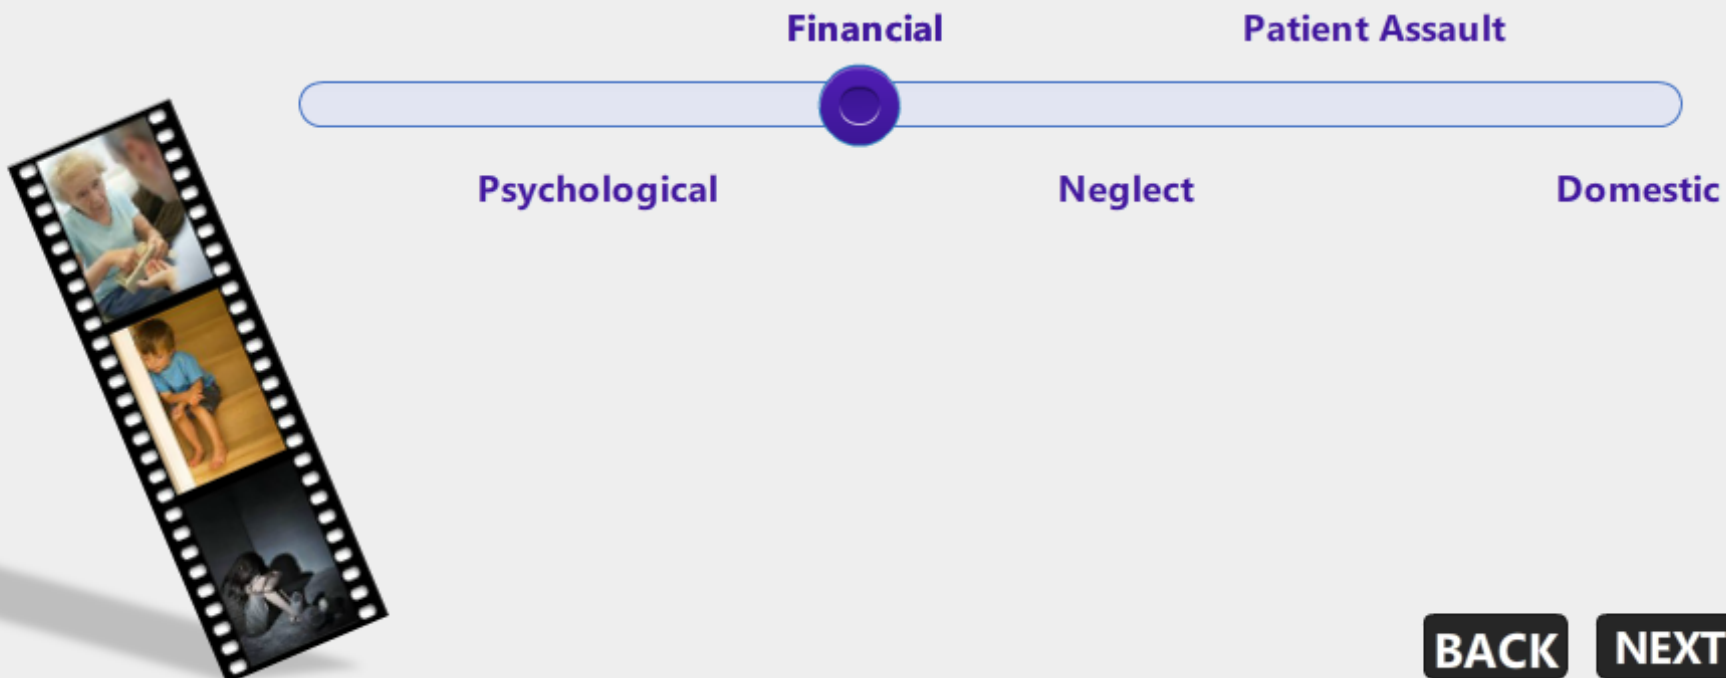 Financial
Patient Assault
Psychological
Neglect
Domestic
BACK
NEXT